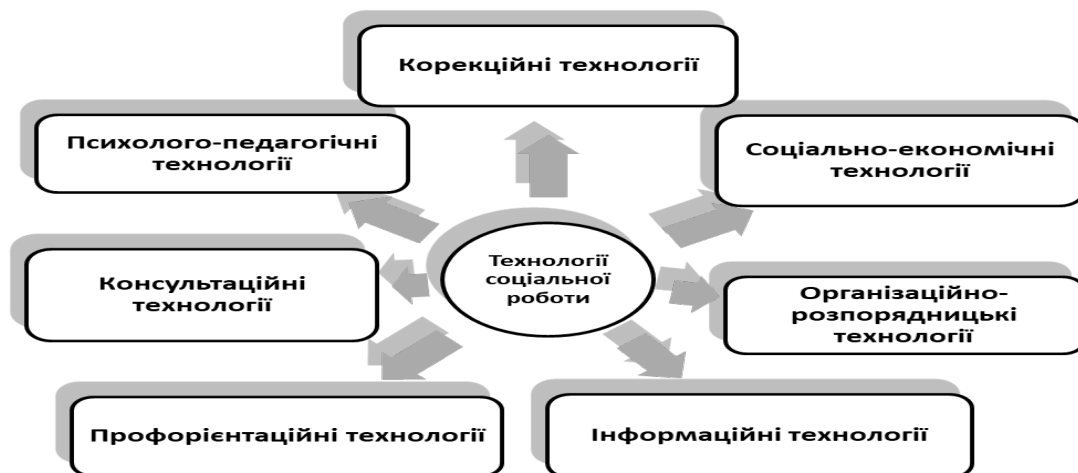 Корекційні технології
Психолого-педагогічні
технології
Соціально-економічні
технології
Технології
соціальної
роботи
Консультаційні
технології
Організаційно-
розпорядницькі
технології
Профорієнтаційні технології
Інформаційні технології